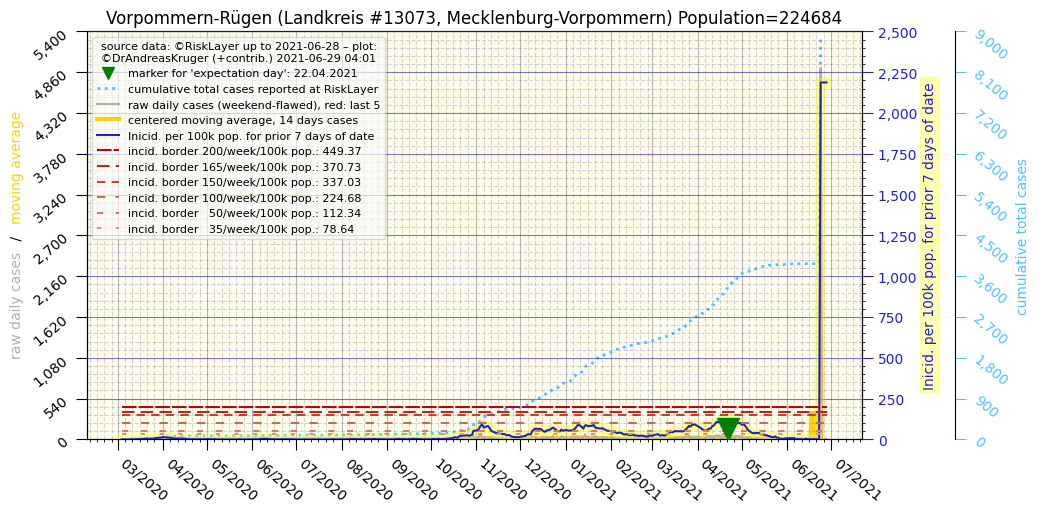 Vorpommern-Rügen (Landkreis #13073, Mecklenburg-Vorpommern) Population=224684
source data: ©RiskLayer up to 2021-06-28 – plot:
©DrAndreasKruger (+contrib.) 2021-06-29 04:01
marker for 'expectation day': 22.04.2021
cumulative total cases reported at RiskLayer
raw daily cases (weekend-flawed), red: last 5
centered moving average, 14 days cases
Inicid. per 100k pop. for prior 7 days of date
incid. border 200/week/100k pop.: 449.37
incid. border 165/week/100k pop.: 370.73
incid. border 150/week/100k pop.: 337.03
incid. border 100/week/100k pop.: 224.68
incid. border   50/week/100k pop.: 112.34
incid. border   35/week/100k pop.: 78.64
raw daily cases  /  moving average
5,400
4,860
4,320
3,780
3,240
2,700
2,160
1,620
1,080
540
0
03/2020
04/2020
05/2020
06/2020
07/2020
08/2020
09/2020
10/2020
11/2020
12/2020
01/2021
02/2021
03/2021
04/2021
05/2021
06/2021
07/2021
2,500
2,250
2,000
1,750
1,500
1,250
1,000
750
500
250
0
Inicid. per 100k pop. for prior 7 days of date
9,000
8,100
7,200
6,300
5,400
4,500
3,600
2,700
1,800
900
0
cumulative total cases